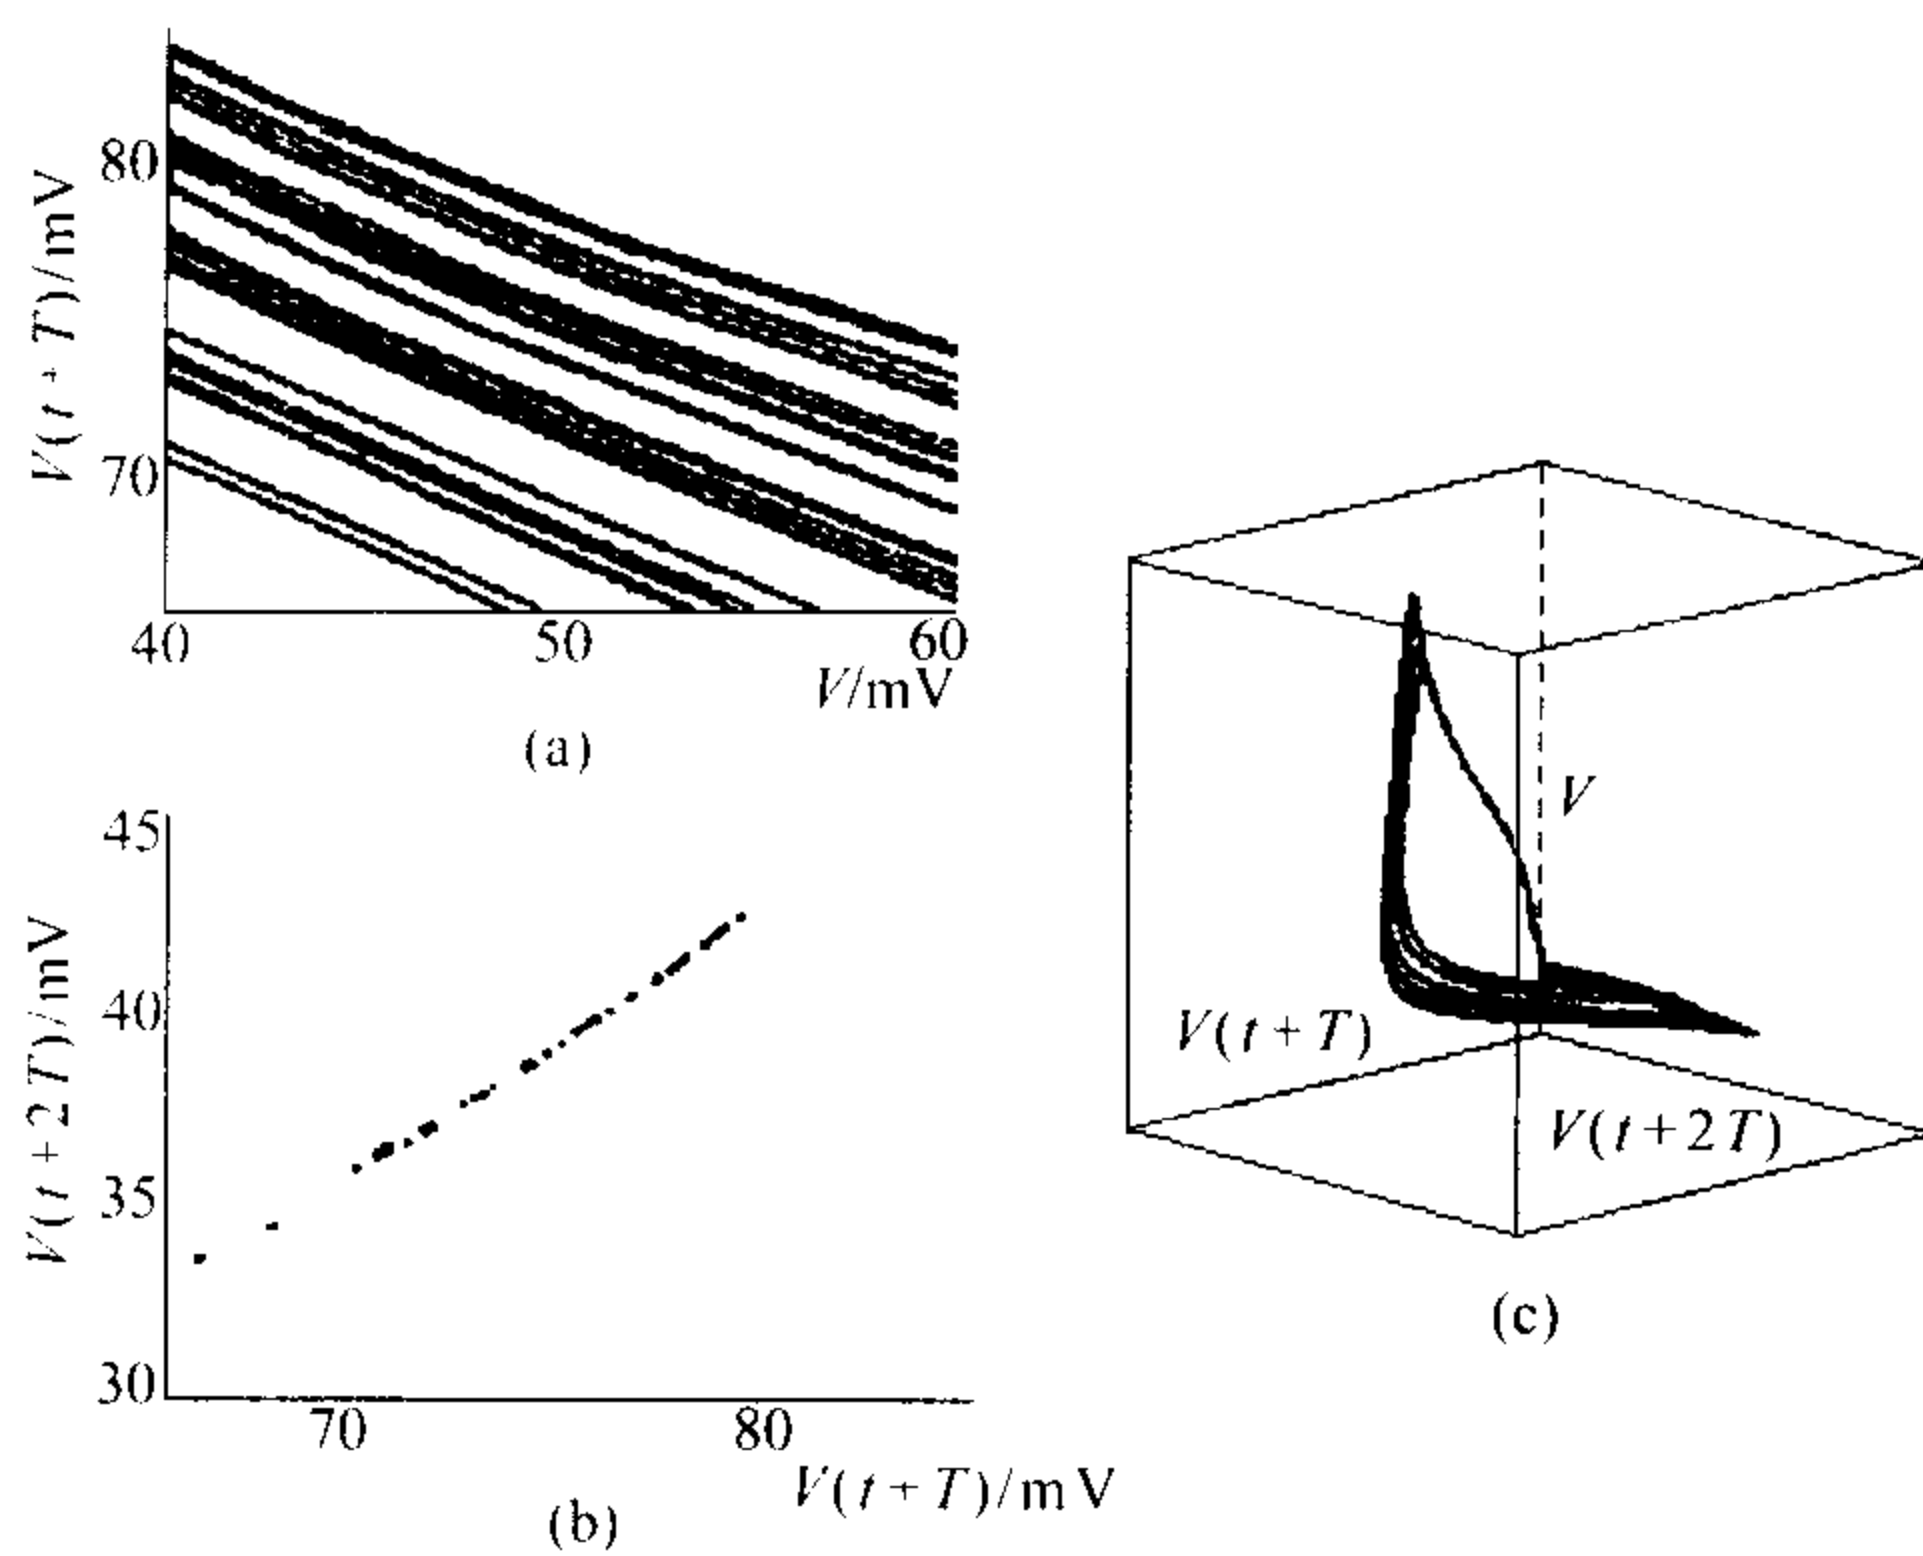 80
70
V(t + T)/mV
40
50
60
V/mV
(a)
45
40
35
30
V(t + 2T)/mV
70
80
V(t + T)/mV
(b)
V
V(t + T)
V(t + 2T)
(c)